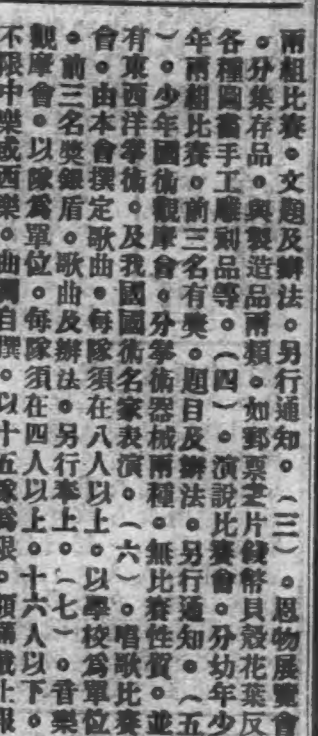 兩組比賽。文題及辦法。另行通知。(三)。恩物展覽會
。分集存品。與製造品兩類。如郵票芝片錢幣貝殼花葉反
各種圖畫手工雕刻品等。(四)。演說比賽會。分幼年少
年兩組比賽。前三名有獎。題目及辦法。另行通知。(五
)。少年國術觀摩會。分拳術器械兩種。無比賽性質。並
有東西洋拳術。及我國國術名家表演。(六)。唱歌比賽
會。由本會撰定歌曲。每隊須在八人以上。以學校為單位
。前三名獎銀盾。歌曲及辦法。另行奉上。(七)。音樂
觀摩會。以隊為單位。每隊須在四人以上。十六人以下。
不限中樂或西樂。曲調自撰。以十五隊為限。額滿截止報